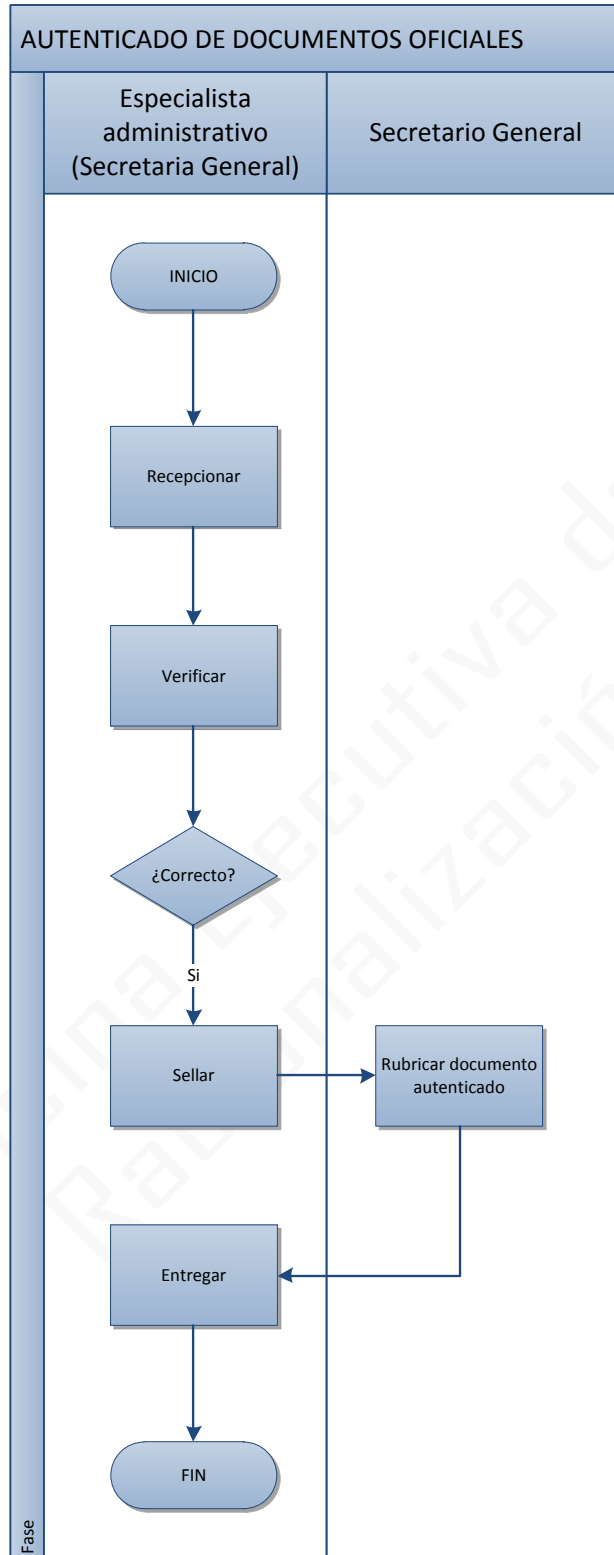 AUTENTICADO DE DOCUMENTOS OFICIALES
Especialista
administrativo
(Secretaria General)
Secretario General
INICIO
Recepcionar
Verificar
¿Correcto?
Si
Sellar
Rubricar documento
autenticado
Entregar
FIN
Fase
Ejecutiva